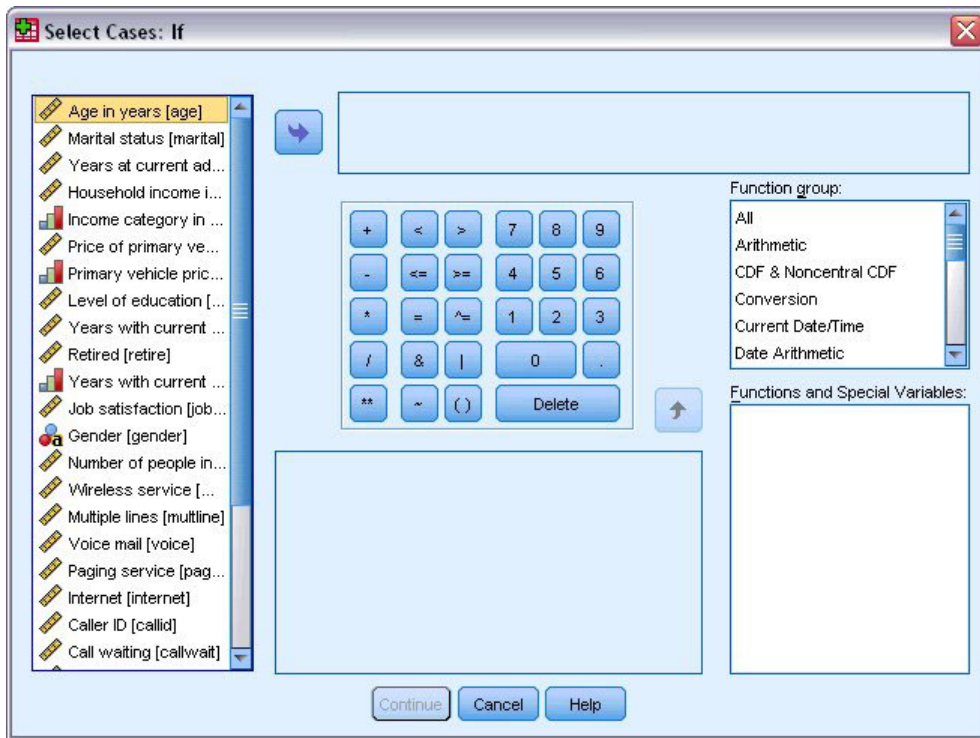 Select Cases: If
Age in years [age]
Marital status [marital]
Years at current ad...
Household income i...
Income category in ...
Price of primary ve...
Primary vehicle pric...
Level of education [...
Years with current ...
Retired [retire]
Years with current ...
Job satisfaction [job...
Gender [gender]
Number of people in...
Wireless service [...
Multiple lines [multline]
Voice mail [voice]
Paging service [pag...
Internet [internet]
Caller ID [callid]
Call waiting [callwait]
+ < > 7 8 9
- <= >= 4 5 6
* = ^= 1 2 3
/ & | 0 .
** ~ ( ) Delete
Function group:
All
Arithmetic
CDF & Noncentral CDF
Conversion
Current Date/Time
Date Arithmetic
Functions and Special Variables:
Continue Cancel Help